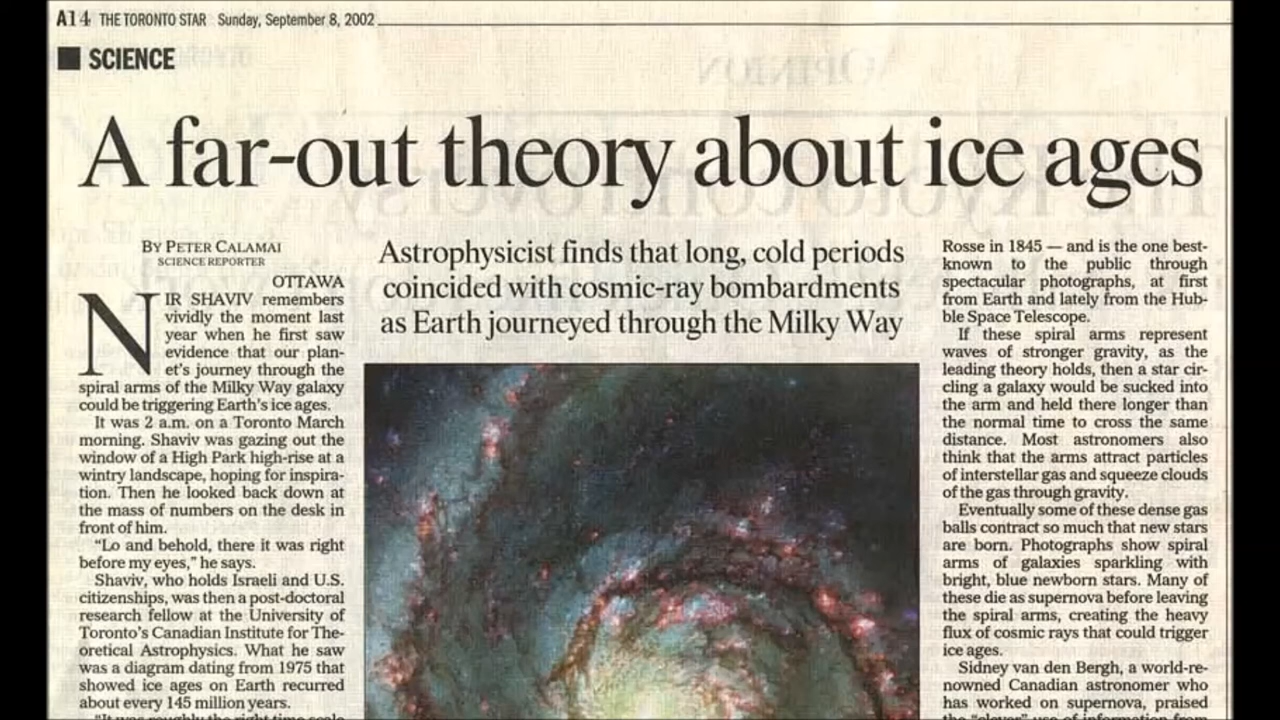 A14 THE TORONTO STAR Sunday, September 8, 2002
SCIENCE
A far-out theory about ice ages
BY PETER CALAMAI
SCIENCE REPORTER
OTTAWA
NIR SHAVIV remembers
vividly the moment last
year when he first saw
evidence that our plan-
et's journey through the
spiral arms of the Milky Way galaxy
could be triggering Earth's ice ages.
It was 2 a.m. on a Toronto March
morning. Shaviv was gazing out the
window of a High Park high-rise at a
wintry landscape, hoping for inspira-
tion. Then he looked back down at
the mass of numbers on the desk in
front of him.
"Lo and behold, there it was right
before my eyes," he says.
Shaviv, who holds Israeli and U.S.
citizenships, was then a post-doctoral
research fellow at the University of
Toronto's Canadian Institute for The-
oretical Astrophysics. What he saw
was a diagram dating from 1975 that
showed ice ages on Earth recurred
about every 145 million years.
"It was roughly the right time scale
Astrophysicist finds that long, cold periods
coincided with cosmic-ray bombardments
as Earth journeyed through the Milky Way
Rosse in 1845 — and is the one best-
known to the public through
spectacular photographs, at first
from Earth and lately from the Hub-
ble Space Telescope.
If these spiral arms represent
waves of stronger gravity, as the
leading theory holds, then a star cir-
cling a galaxy would be sucked into
the arm and held there longer than
the normal time to cross the same
distance. Most astronomers also
think that the arms attract particles
of interstellar gas and squeeze clouds
of the gas through gravity.
Eventually some of these dense gas
balls contract so much that new stars
are born. Photographs show spiral
arms of galaxies sparkling with
bright, blue newborn stars. Many of
these die as supernova before leaving
the spiral arms, creating the heavy
flux of cosmic rays that could trigger
ice ages.
Sidney van den Bergh, a world-re-
nowned Canadian astronomer who
has worked on supernova, praised
the "clever" use of information from